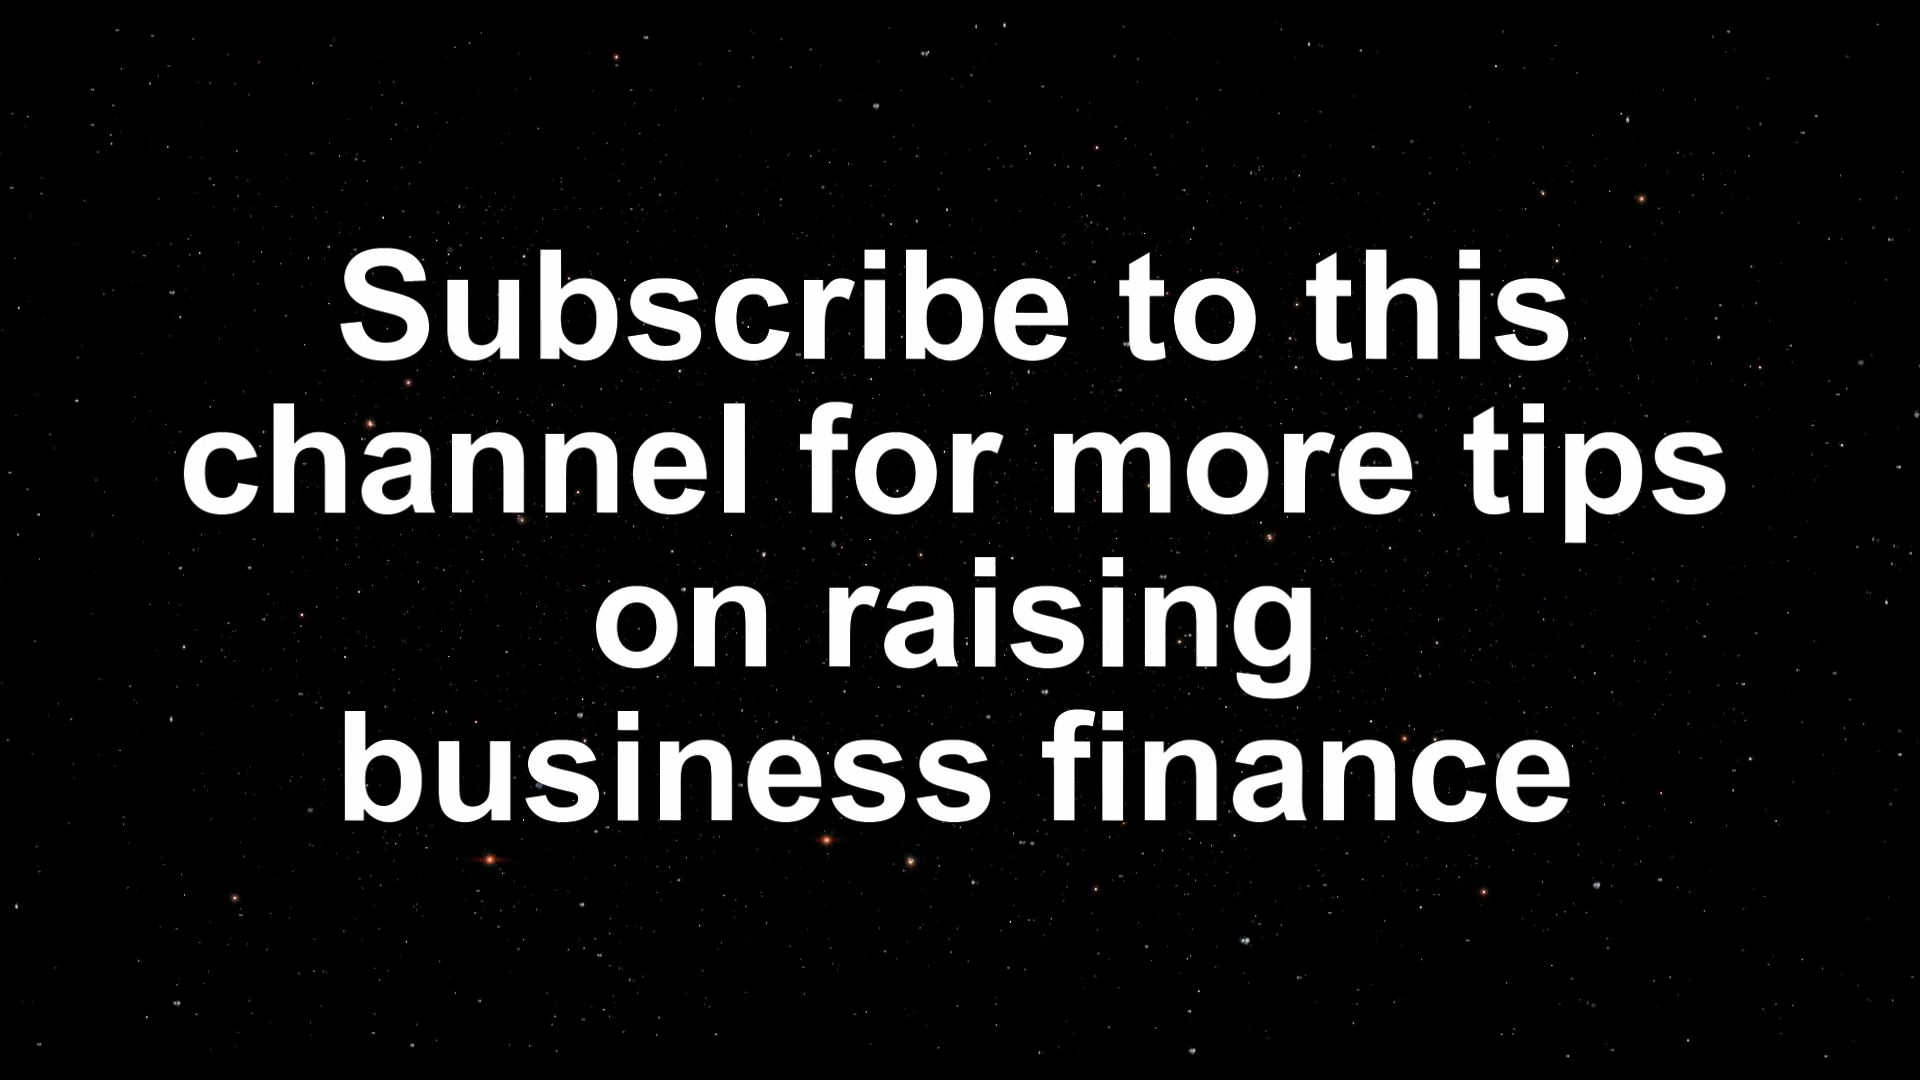 Subscribe to this
channel for more tips
on raising
business finance